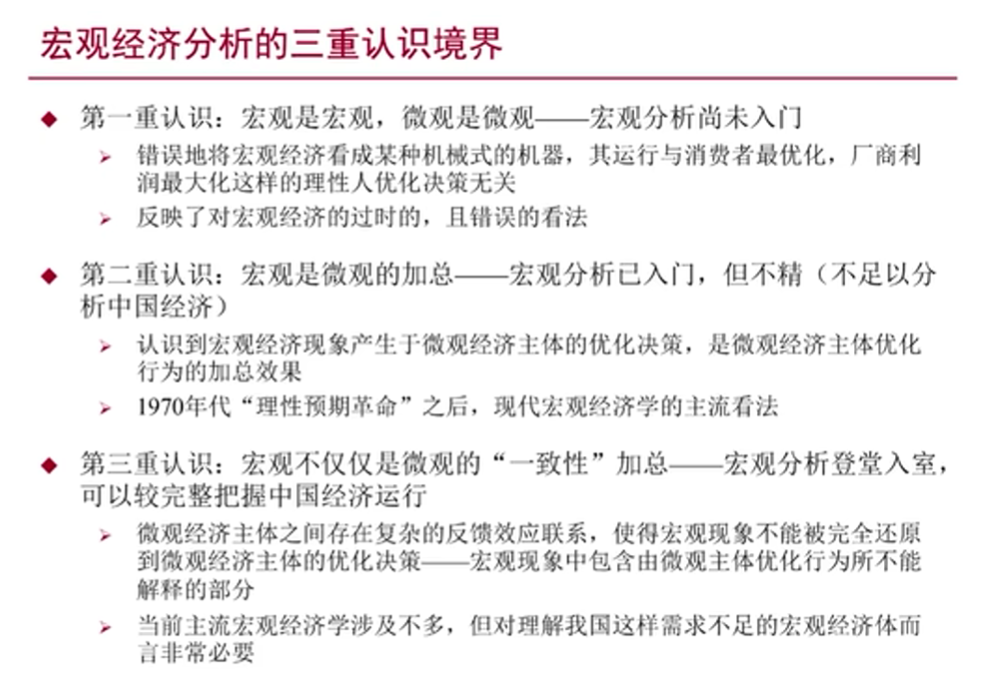 宏观经济分析的三重认识境界
第一重认识：宏观是宏观，微观是微观——宏观分析尚未入门
错误地将宏观经济看成某种机械式的机器，其运行与消费者最优化，厂商利
润最大化这样的理性人优化决策无关
反映了对宏观经济的过时的，且错误的看法
第二重认识：宏观是微观的加总——宏观分析已入门，但不精（不足以分
析中国经济）
认识到宏观经济现象产生于微观经济主体的优化决策，是微观经济主体优化
行为的加总效果
1970年代“理性预期革命”之后，现代宏观经济学的主流看法
第三重认识：宏观不仅仅是微观的“一致性”加总——宏观分析登堂入室，
可以较完整把握中国经济运行
微观经济主体之间存在复杂的反馈效应联系，使得宏观现象不能被完全还原
到微观经济主体的优化决策——宏观现象中包含由微观主体优化行为所不能
解释的部分
当前主流宏观经济学涉及不多，但对理解我国这样需求不足的宏观经济体而
言非常必要